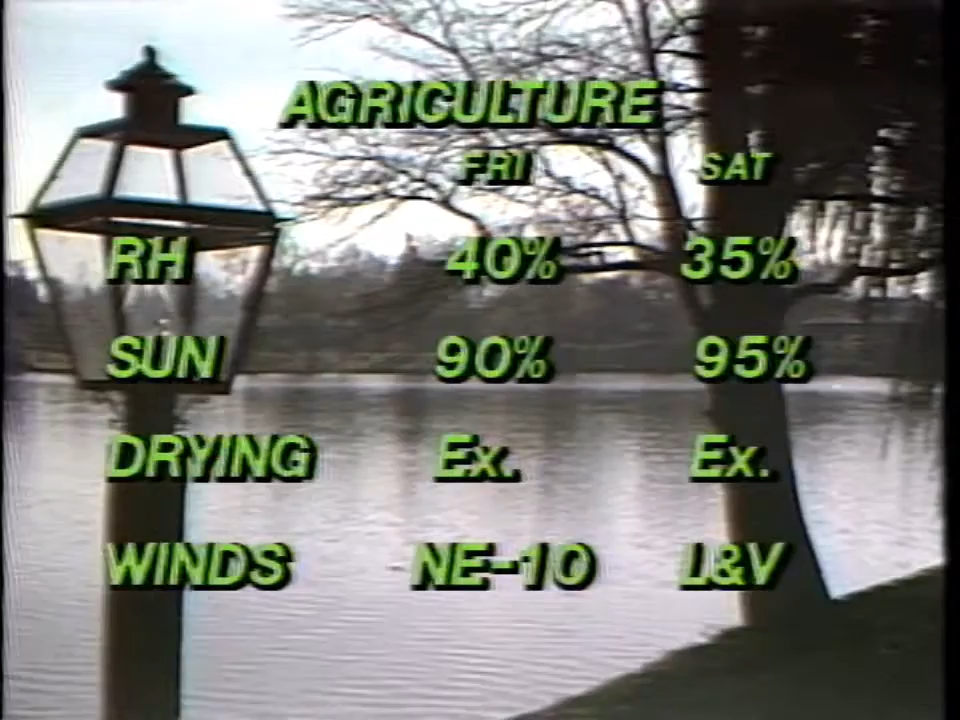 AGRICULTURE
FRI SAT
RH 40% 35%
SUN 90% 95%
DRYING Ex. Ex.
WINDS NE-10 L&V